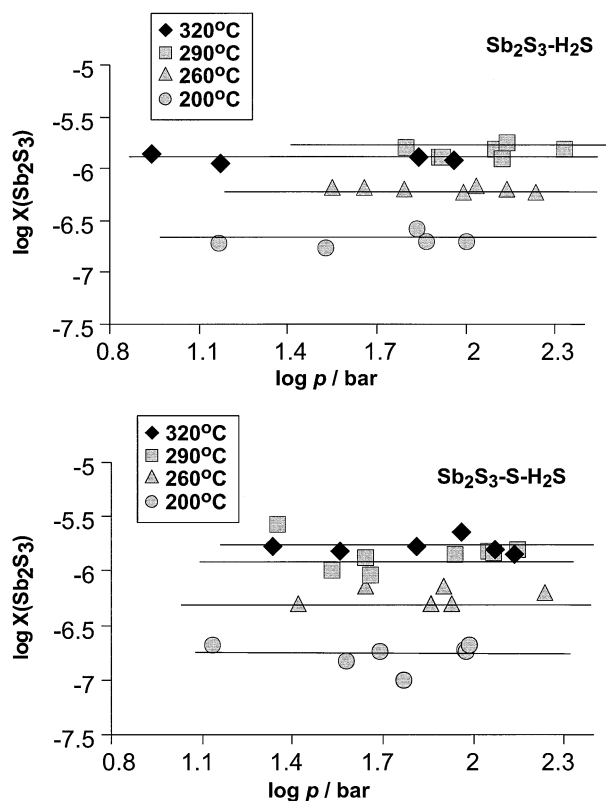 320°C
290°C
260°C
200°C
Sb₂S₃-H₂S
log X(Sb₂S₃)
-5
-5.5
-6
-6.5
-7
-7.5
0.8 1.1 1.4 1.7 2 2.3
log p / bar
320°C
290°C
260°C
200°C
Sb₂S₃-S-H₂S
log X(Sb₂S₃)
-5
-5.5
-6
-6.5
-7
-7.5
0.8 1.1 1.4 1.7 2 2.3
log p / bar